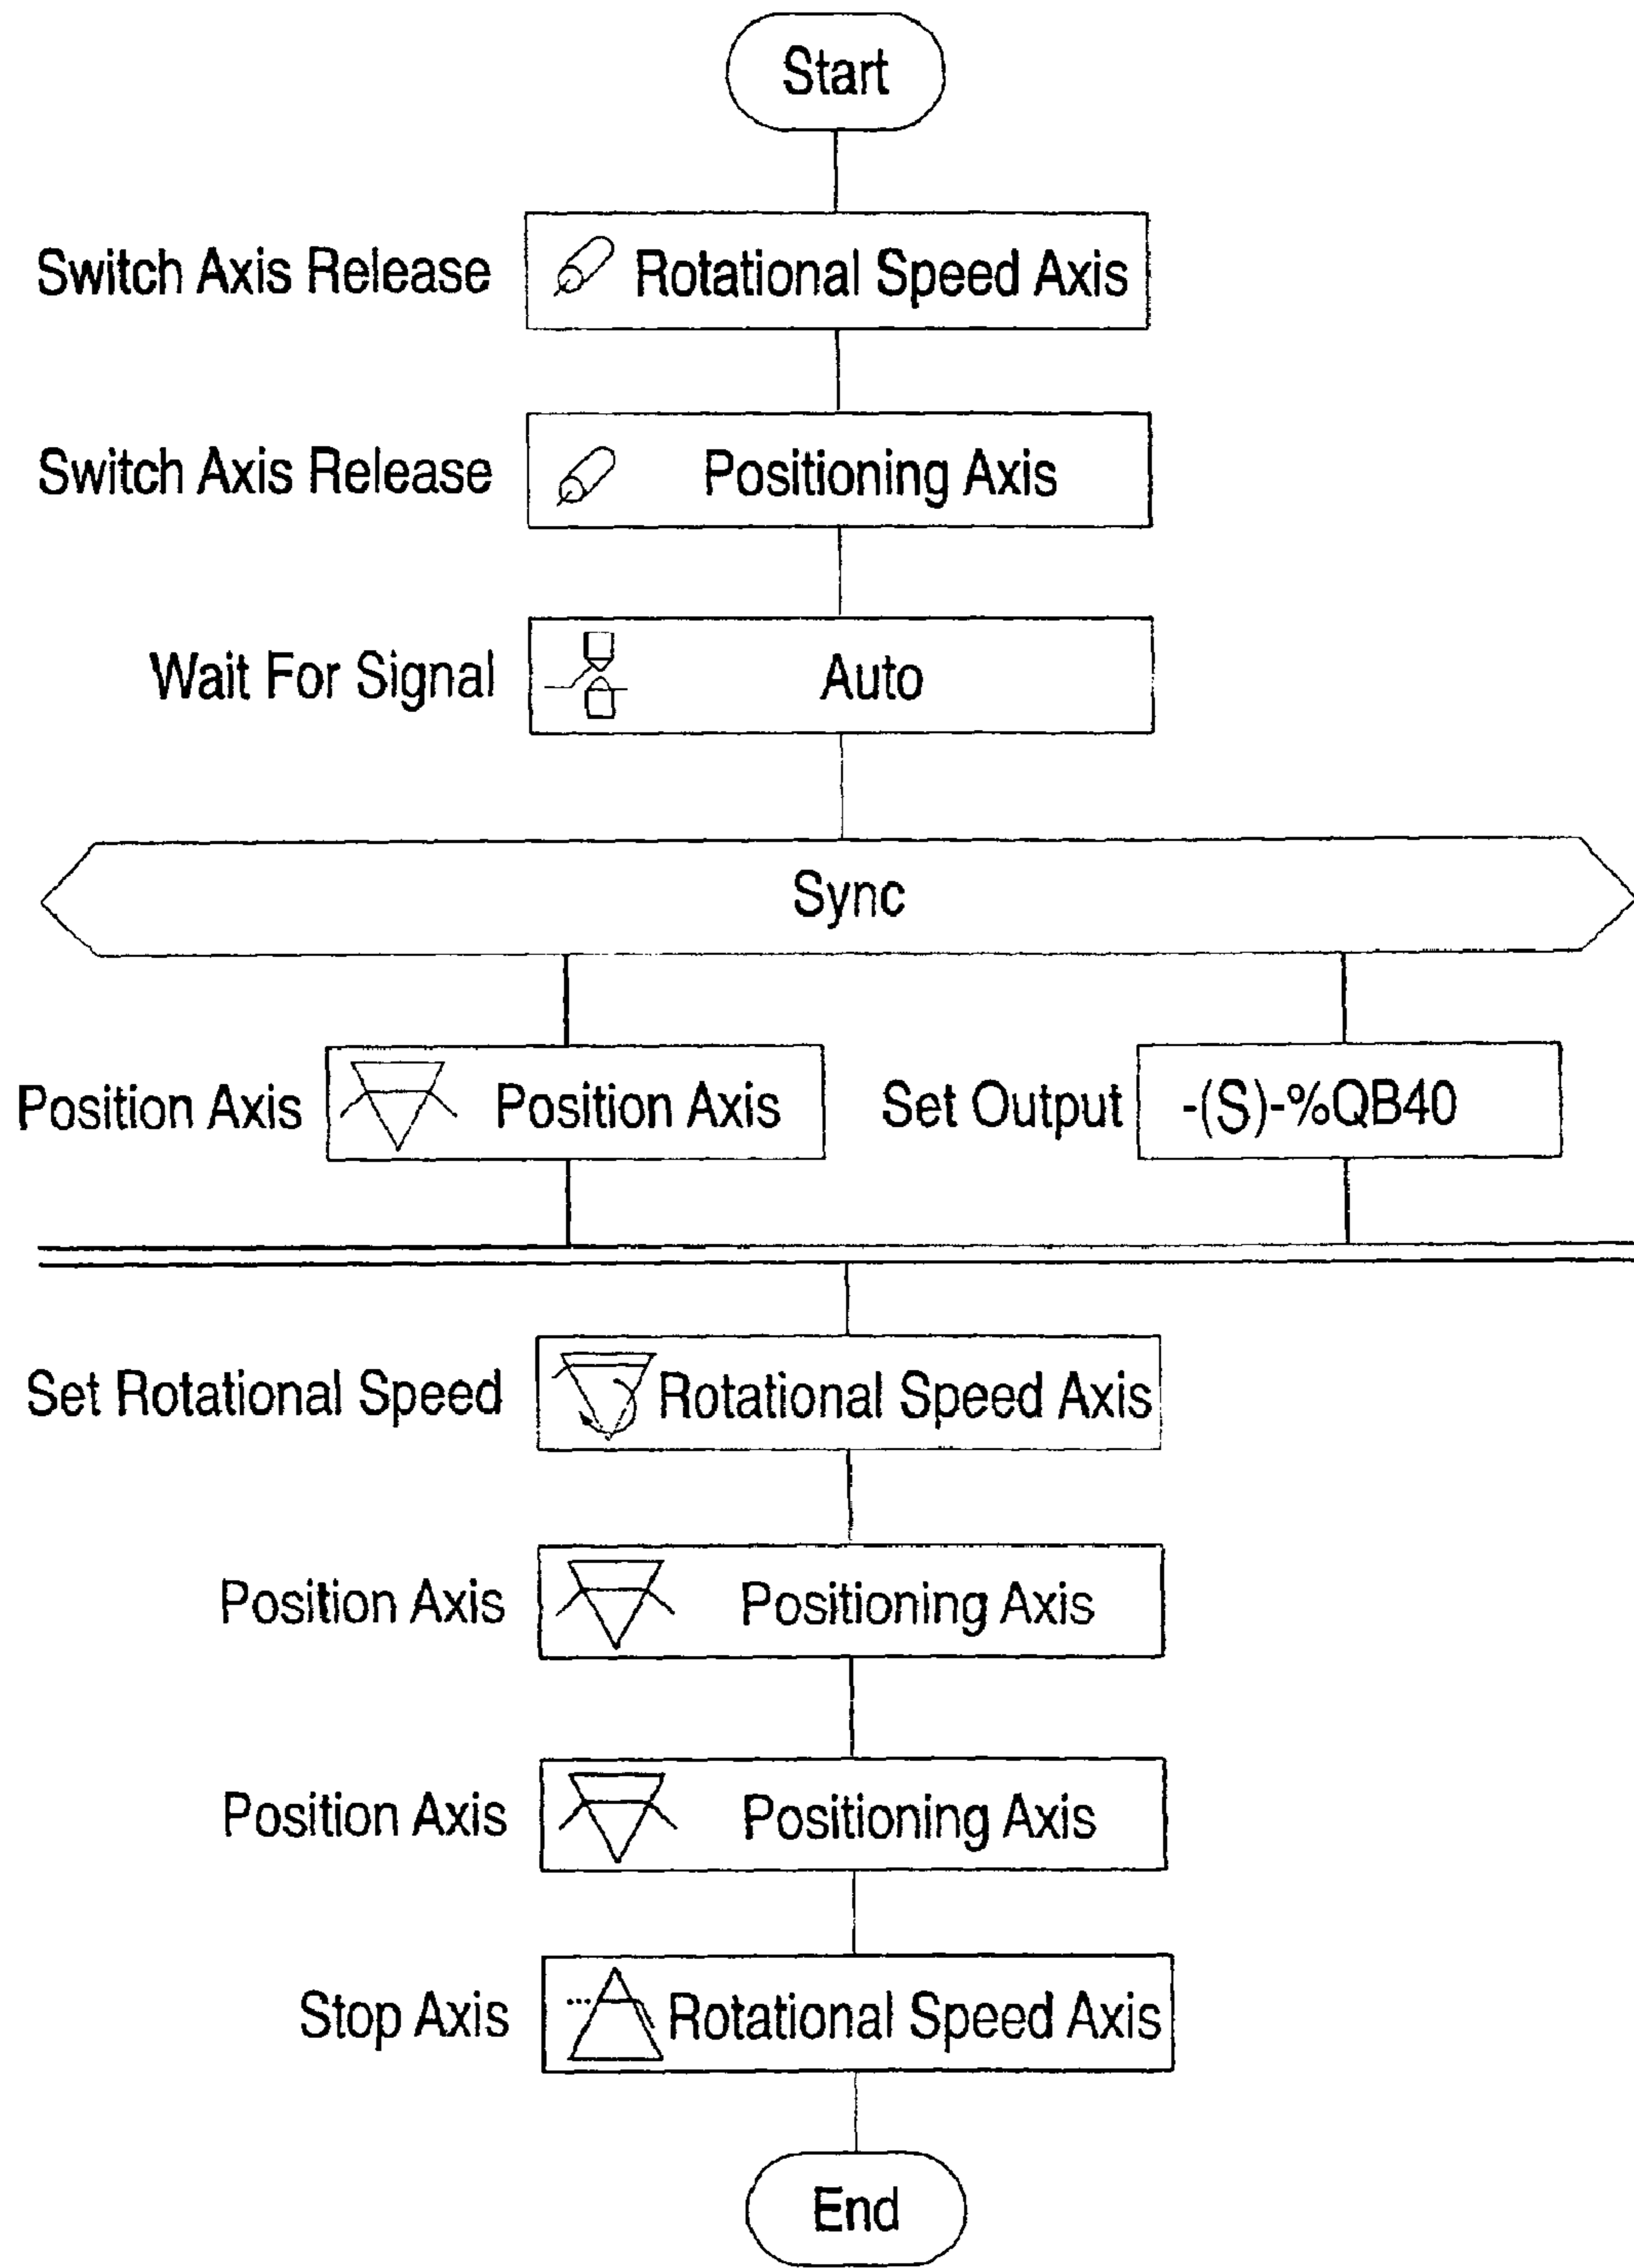 Start
Switch Axis Release Rotational Speed Axis
Switch Axis Release Positioning Axis
Wait For Signal Auto
Sync
Position Axis Position Axis Set Output -(S)-%QB40
Set Rotational Speed Rotational Speed Axis
Position Axis Positioning Axis
Position Axis Positioning Axis
Stop Axis Rotational Speed Axis
End